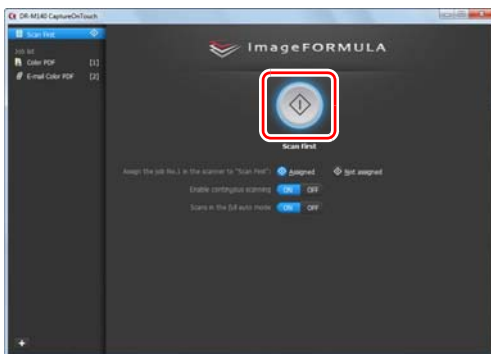 DR-M140 CaptureOnTouch
Scan First
Job list
Color PDF [1]
E-mail Color PDF [2]
ImageFORMULA
Scan First
Assign the job No.1 in the scanner to "Scan First": Assigned Not assigned
Enable continuous scanning ON OFF
Scans in the full auto mode ON OFF